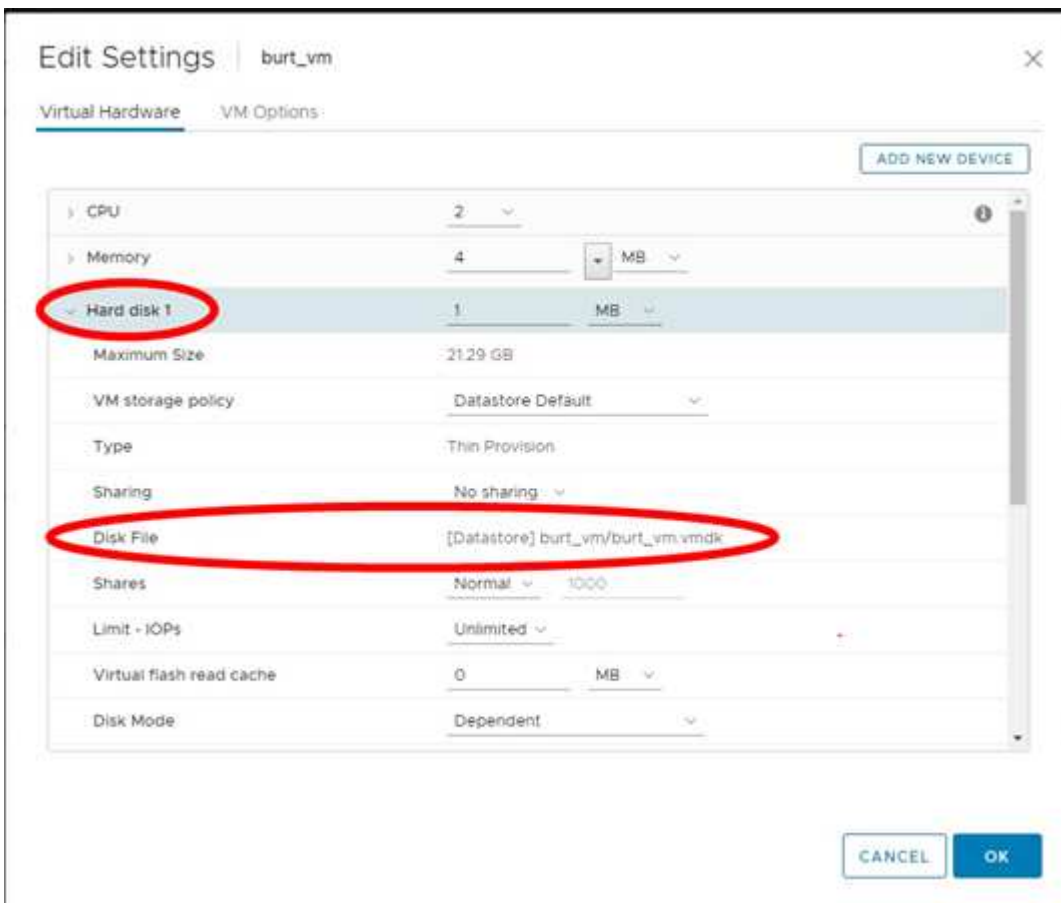 Edit Settings burt_vm
Virtual Hardware VM Options
ADD NEW DEVICE
CPU 2
Memory 4 MB
Hard disk 1 1 MB
Maximum Size 21.29 GB
VM storage policy Datastore Default
Type Thin Provision
Sharing No sharing
Disk File [Datastore] burt_vm/burt_vm.vmdk
Shares Normal 1000
Limit - IOPs Unlimited
Virtual flash read cache 0 MB
Disk Mode Dependent
CANCEL OK